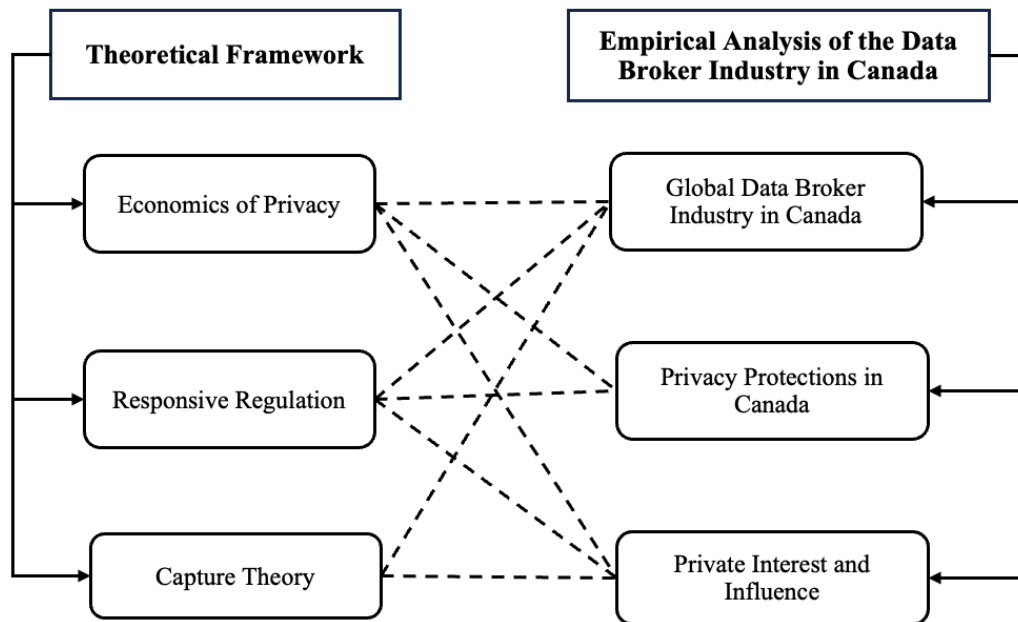 Theoretical Framework
Empirical Analysis of the Data
Broker Industry in Canada
Economics of Privacy
Global Data Broker
Industry in Canada
Responsive Regulation
Privacy Protections in
Canada
Capture Theory
Private Interest and
Influence